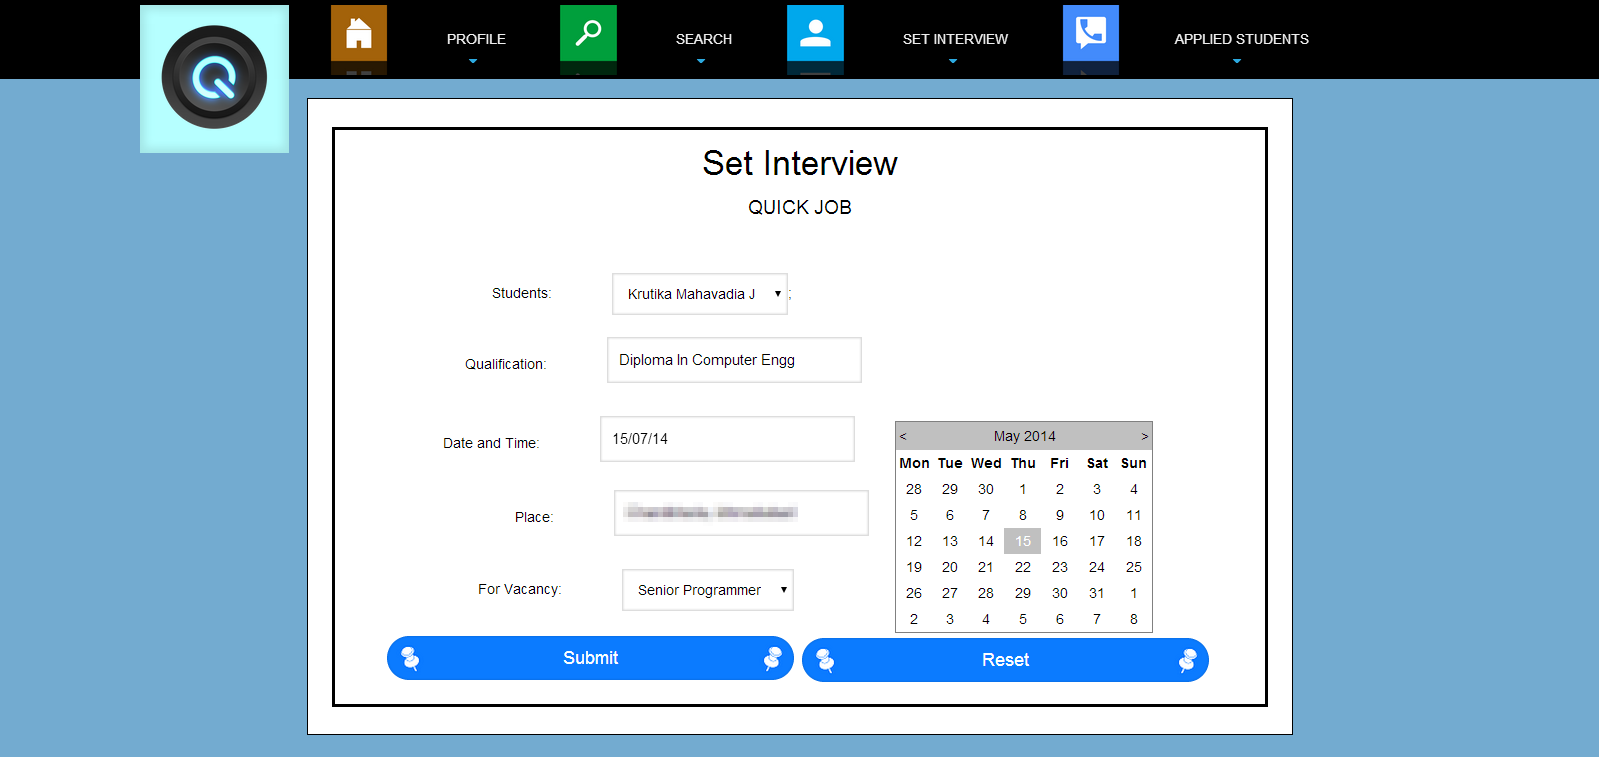 PROFILE
SEARCH
SET INTERVIEW
APPLIED STUDENTS
Set Interview
QUICK JOB
Students: Krutika Mahavadia J ;
Qualification: Diploma In Computer Engg
Date and Time: 15/07/14
Place:
For Vacancy: Senior Programmer
< May 2014 >
Mon Tue Wed Thu Fri Sat Sun
28 29 30 1 2 3 4
5 6 7 8 9 10 11
12 13 14 15 16 17 18
19 20 21 22 23 24 25
26 27 28 29 30 31 1
2 3 4 5 6 7 8
Submit
Reset